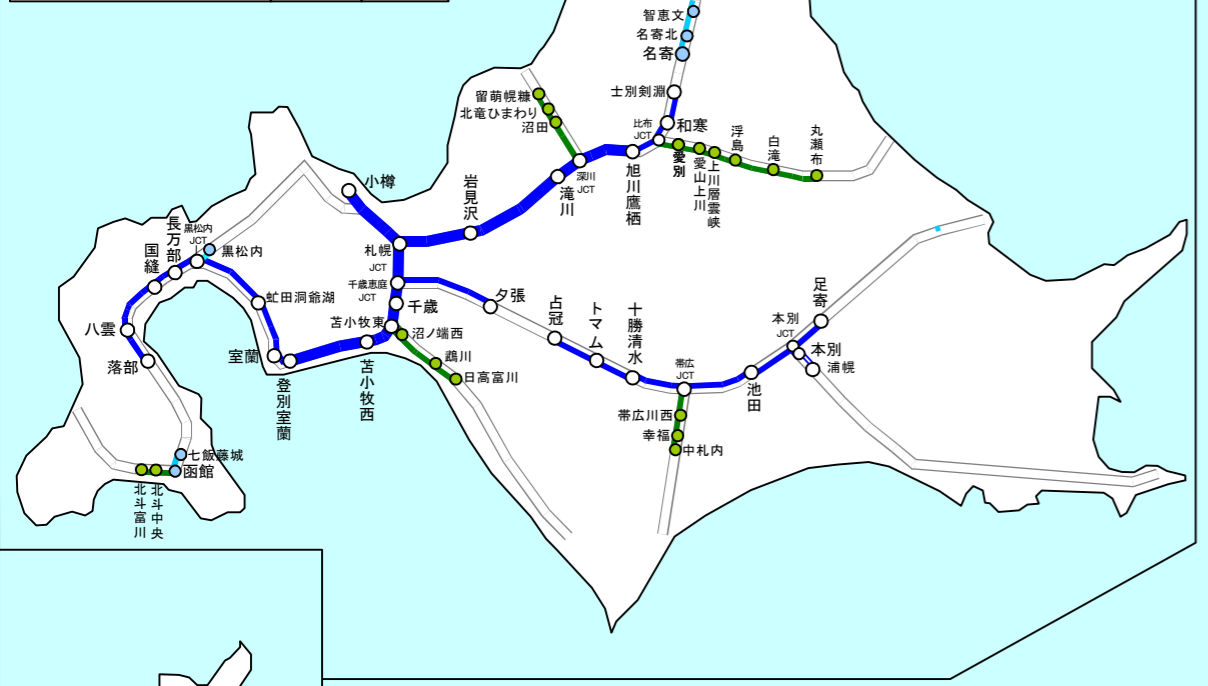 智恵文
名寄北
名寄
士別剣淵
比布
JCT
和寒
留萌幌糠
北竜ひまわり
沼田
深川
JCT
滝川
旭川鷹栖
愛別
愛山上川
上川層雲峡
浮島
白滝
丸瀬布
小樽
岩見沢
札幌
JCT
千歳恵庭
JCT
千歳
苫小牧東
沼ノ端西
鵡川
日高富川
苫小牧西
登別室蘭
室蘭
虻田洞爺湖
黒松内
JCT
黒松内
長万部
国縫
八雲
落部
七飯藤城
函館
北斗中央
北斗富川
夕張
占冠
トマム
十勝清水
帯広
JCT
帯広川西
幸福
中札内
池田
本別
JCT
足寄
本別
浦幌